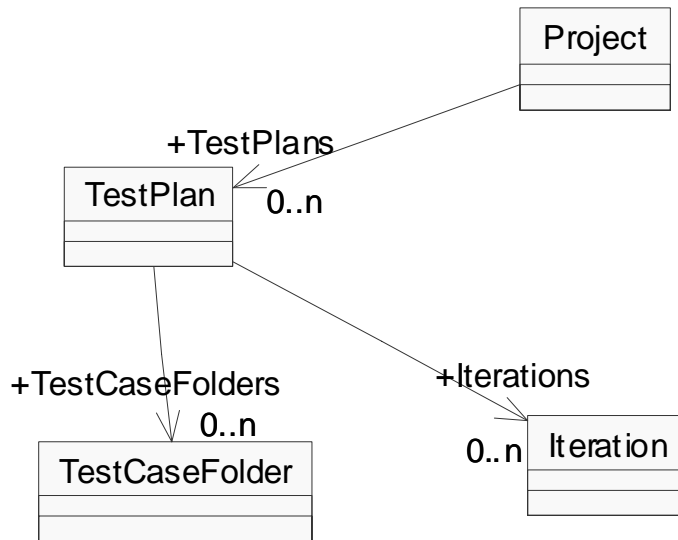 Project
+TestPlans
TestPlan
0..n
+TestCaseFolders
+Iterations
0..n
0..n
TestCaseFolder
Iteration